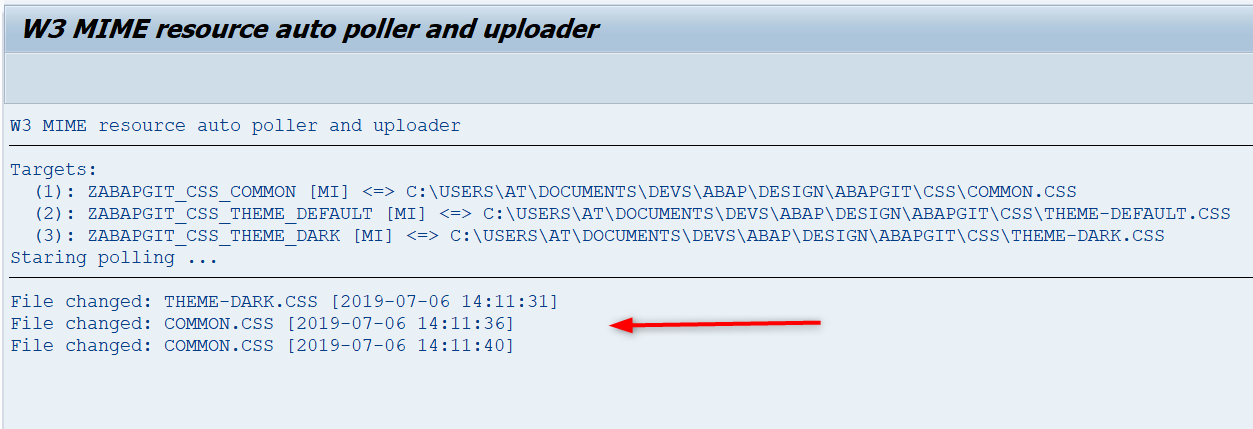 W3 MIME resource auto poller and uploader
W3 MIME resource auto poller and uploader
Targets:
(1): ZABAPGIT_CSS_COMMON [MI] <=> C:\USERS\AT\DOCUMENTS\DEVS\ABAP\DESIGN\ABAPGIT\CSS\COMMON.CSS
(2): ZABAPGIT_CSS_THEME_DEFAULT [MI] <=> C:\USERS\AT\DOCUMENTS\DEVS\ABAP\DESIGN\ABAPGIT\CSS\THEME-DEFAULT.CSS
(3): ZABAPGIT_CSS_THEME_DARK [MI] <=> C:\USERS\AT\DOCUMENTS\DEVS\ABAP\DESIGN\ABAPGIT\CSS\THEME-DARK.CSS
Staring polling ...
File changed: THEME-DARK.CSS [2019-07-06 14:11:31]
File changed: COMMON.CSS [2019-07-06 14:11:36]
File changed: COMMON.CSS [2019-07-06 14:11:40]